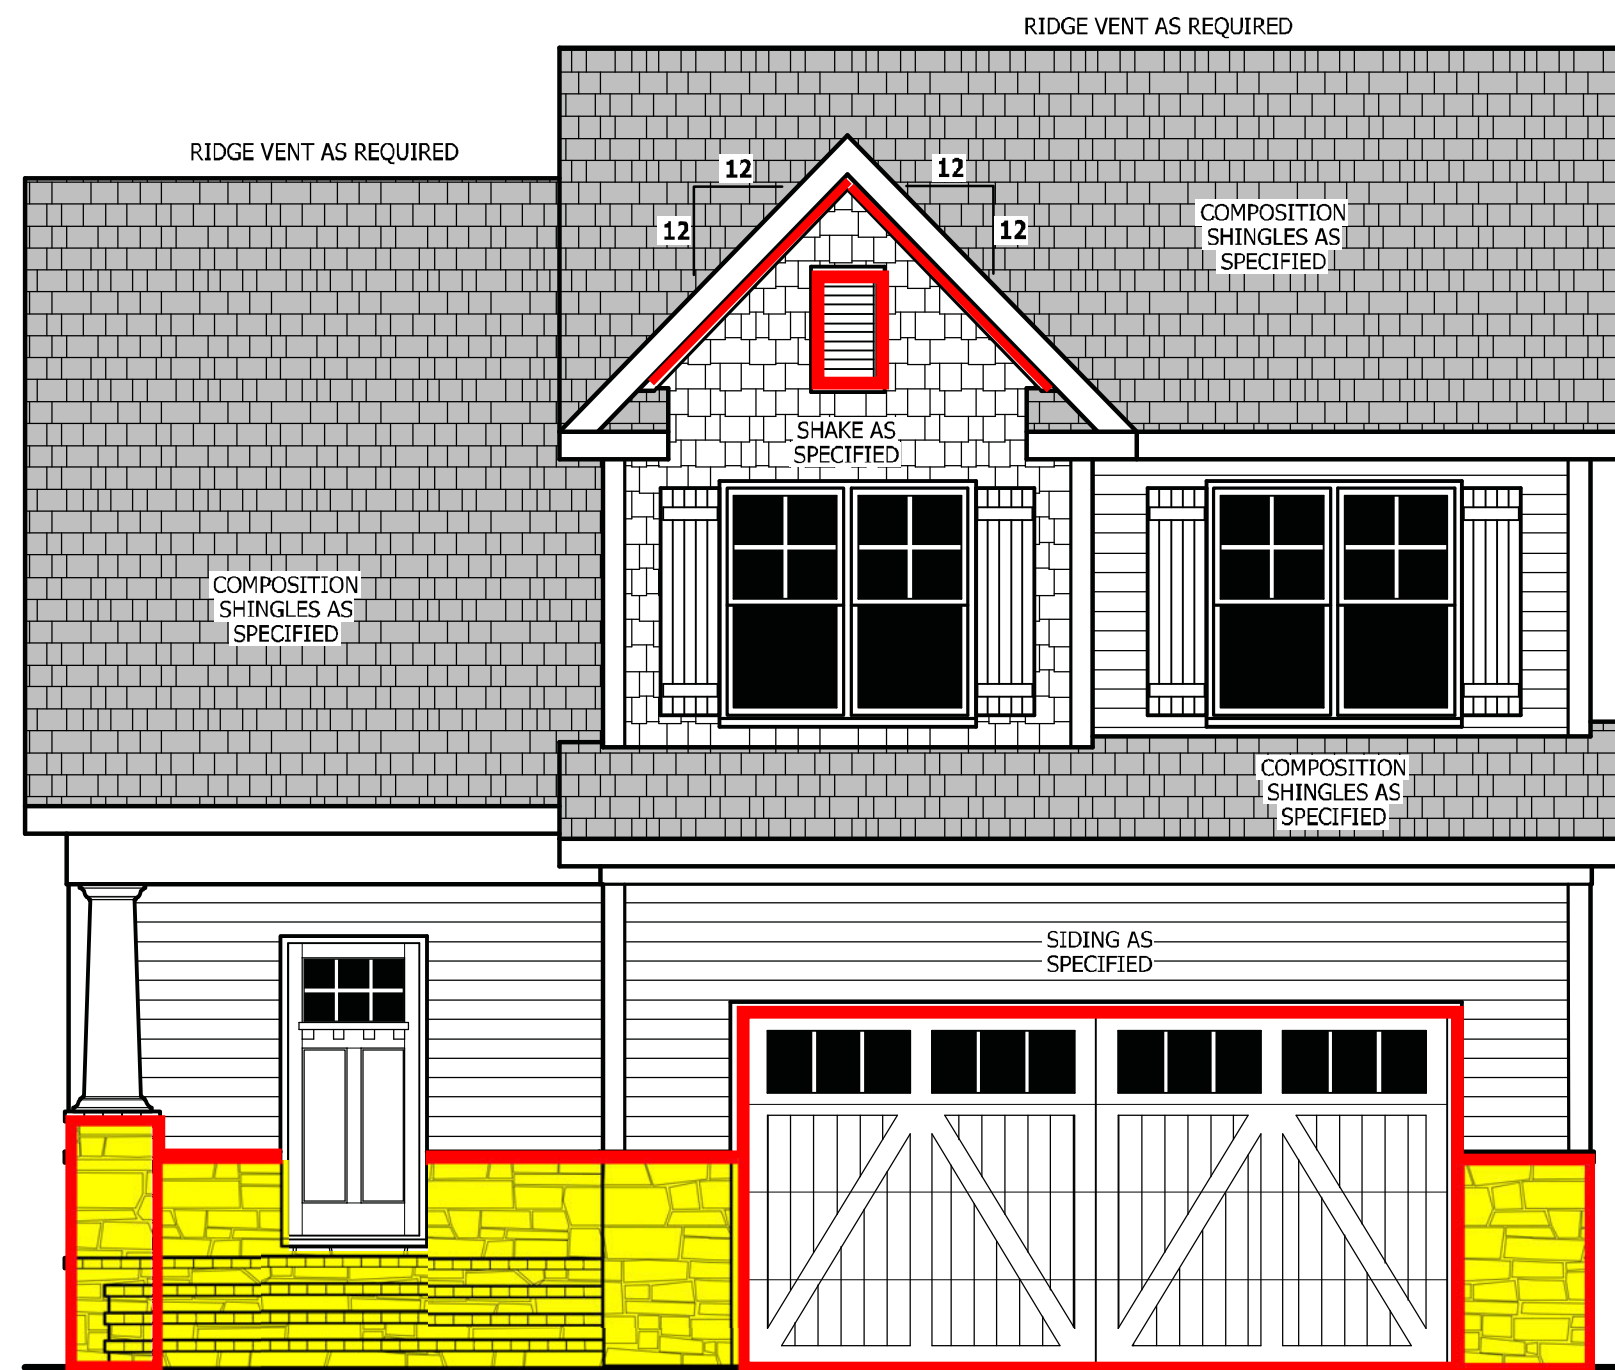 RIDGE VENT AS REQUIRED
RIDGE VENT AS REQUIRED
12
12
12
12
COMPOSITION
SHINGLES AS
SPECIFIED
SHAKE AS
SPECIFIED
COMPOSITION
SHINGLES AS
SPECIFIED
COMPOSITION
SHINGLES AS
SPECIFIED
SIDING AS
SPECIFIED